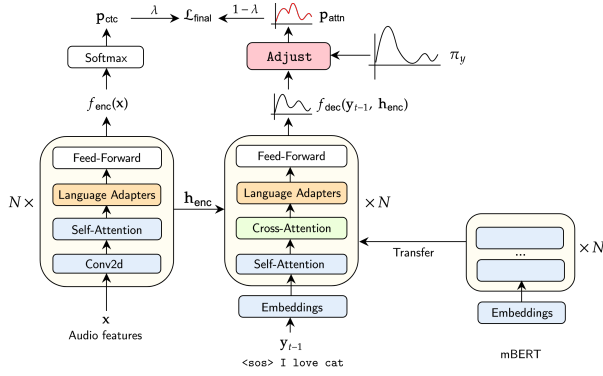 p_ctc λ ℒ_final 1 − λ p_attn
Softmax
Adjust
π_y
f_enc(x)
f_dec(y_{t−1}, h_enc)
Feed-Forward
Language Adapters
Self-Attention
Conv2d
N ×
h_enc
Feed-Forward
Language Adapters
Cross-Attention
Self-Attention
× N
Embeddings
Transfer
...
× N
Embeddings
x
Audio features
y_{t−1}
<sos> I love cat
mBERT